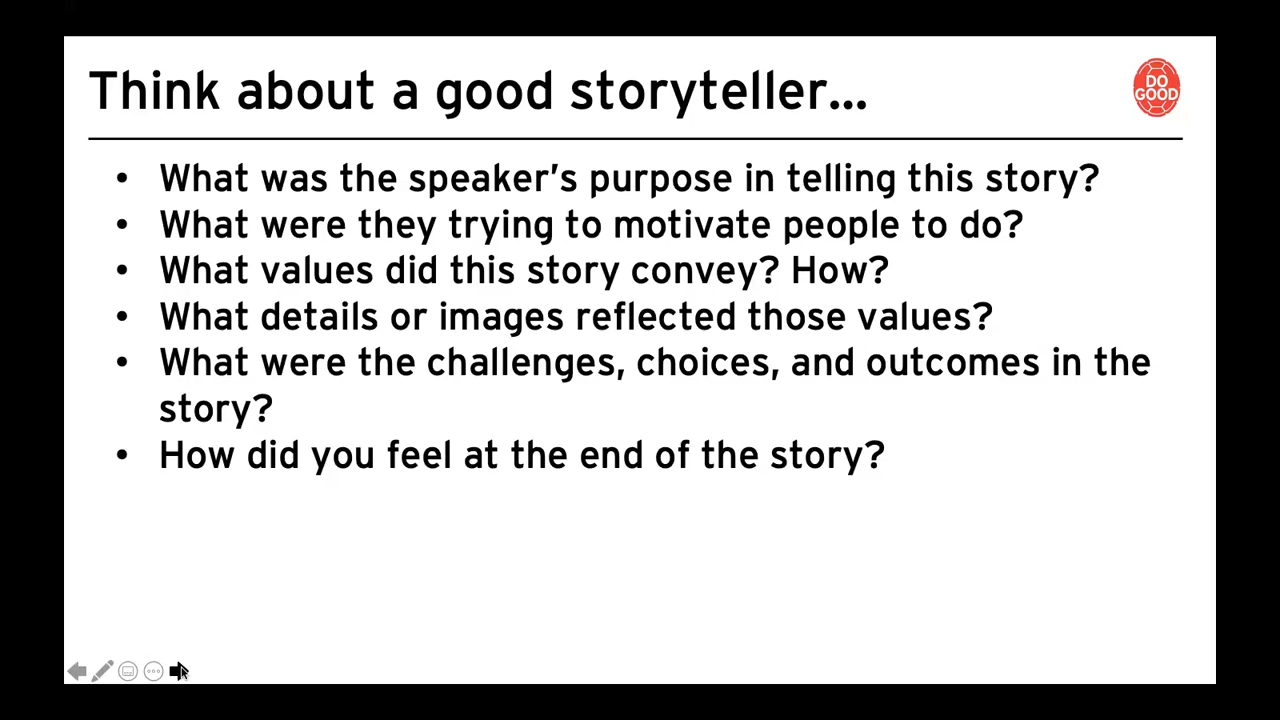 Think about a good storyteller...
DO
GOOD
• What was the speaker's purpose in telling this story?
• What were they trying to motivate people to do?
• What values did this story convey? How?
• What details or images reflected those values?
• What were the challenges, choices, and outcomes in the
story?
• How did you feel at the end of the story?